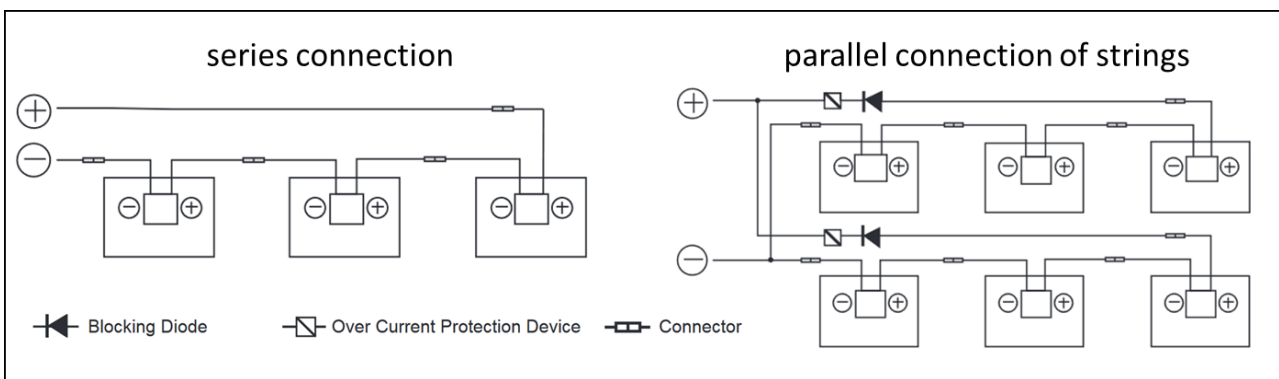 series connection
parallel connection of strings
+
−
− + − + − +
+
− + − + − +
−
− + − + − +
Blocking Diode
Over Current Protection Device
Connector